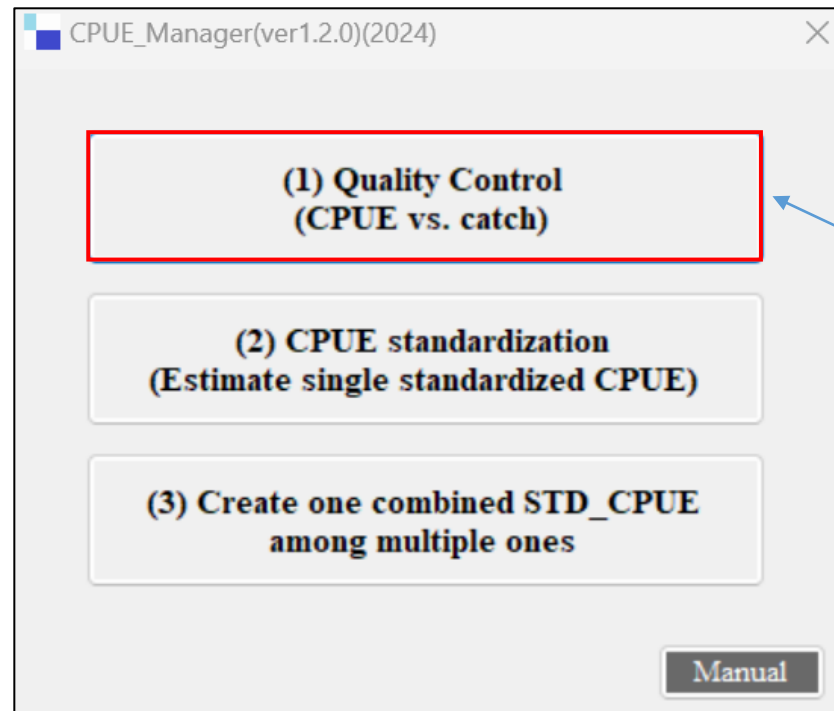 CPUE_Manager(ver1.2.0)(2024)
(1) Quality Control
(CPUE vs. catch)
(2) CPUE standardization
(Estimate single standardized CPUE)
(3) Create one combined STD_CPUE
among multiple ones
Manual